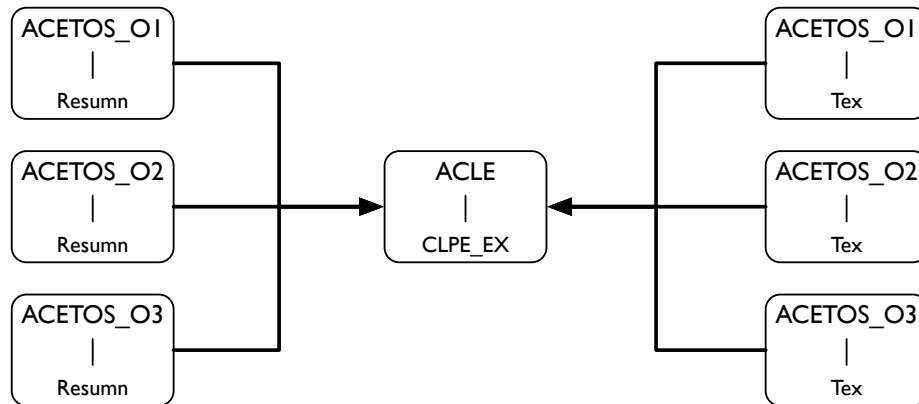 ACETOS_O1
|
Resumn
ACETOS_O2
|
Resumn
ACETOS_O3
|
Resumn
ACLE
|
CLPE_EX
ACETOS_O1
|
Tex
ACETOS_O2
|
Tex
ACETOS_O3
|
Tex